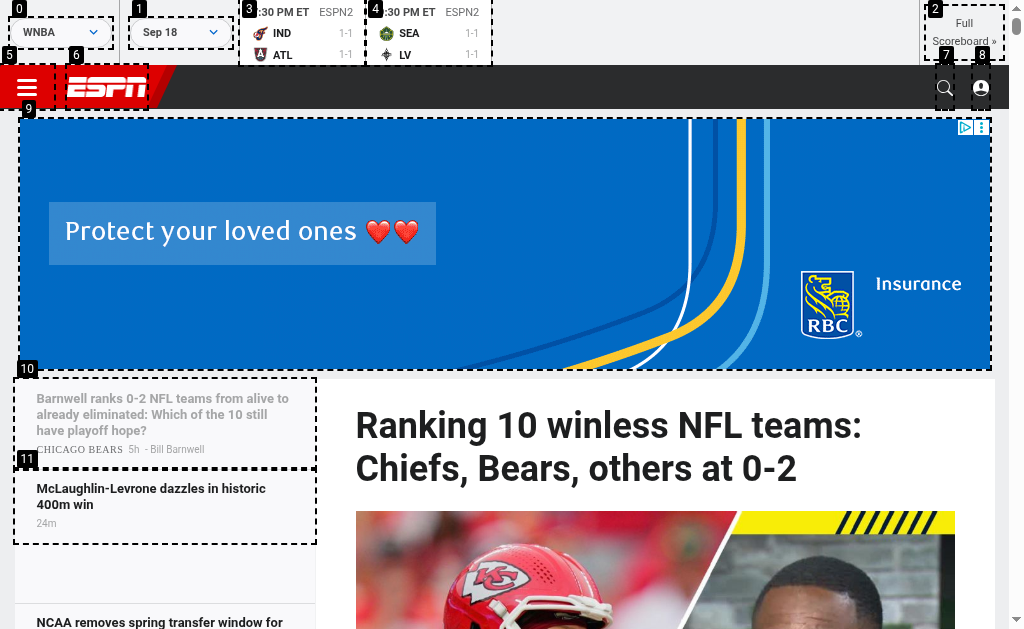 0
1
2
3
4
WNBA
Sep 18
:30 PM ET ESPN2
IND 1-1
ATL 1-1
:30 PM ET ESPN2
SEA 1-1
LV 1-1
Full
Scoreboard »
5
6
7
8
ESPN
9
Protect your loved ones
Insurance
RBC
®
10
Barnwell ranks 0-2 NFL teams from alive to
already eliminated: Which of the 10 still
have playoff hope?
CHICAGO BEARS 5h - Bill Barnwell
11
McLaughlin-Levrone dazzles in historic
400m win
24m
NCAA removes spring transfer window for
Ranking 10 winless NFL teams:
Chiefs, Bears, others at 0-2
KC